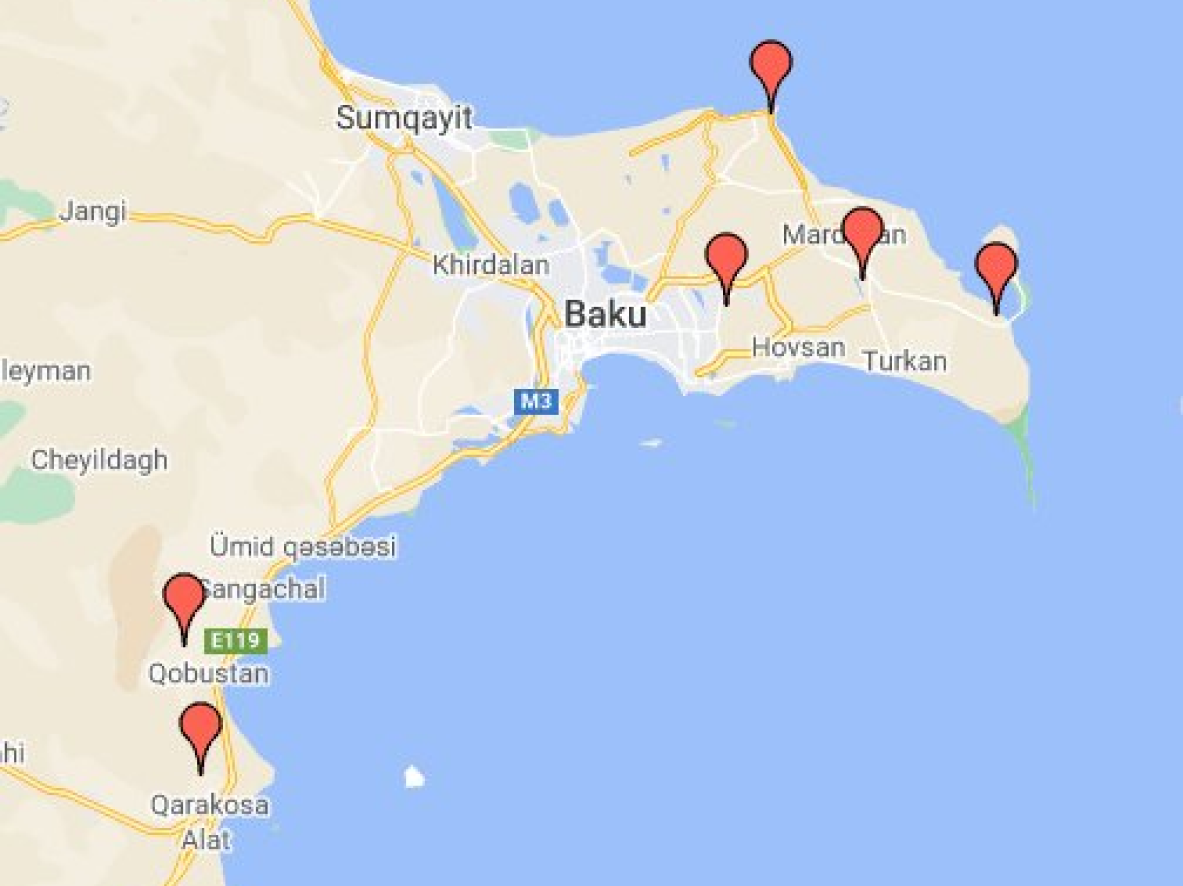 Sumqayit
Jangi
Mard
an
Khirdalan
Baku
Hovsan
Turkan
leyman
M3
Cheyildagh
Ümid qəsəbəsi
Sangachal
E119
Qobustan
hi
Qarakosa
Alat